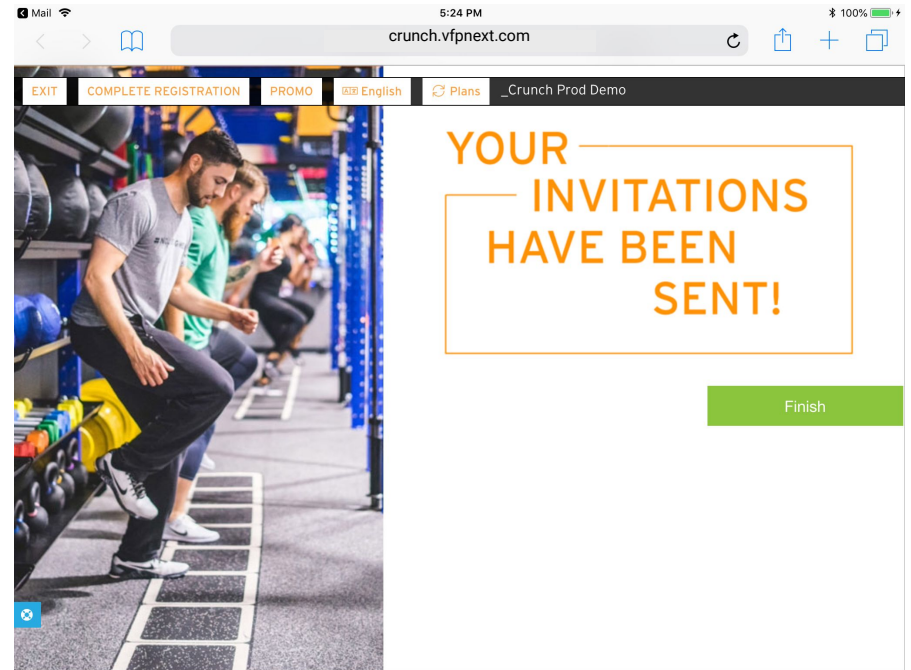 Mail
5:24 PM
100%
crunch.vfpnext.com
EXIT
COMPLETE REGISTRATION
PROMO
English
Plans
_Crunch Prod Demo
YOUR
INVITATIONS
HAVE BEEN
SENT!
Finish